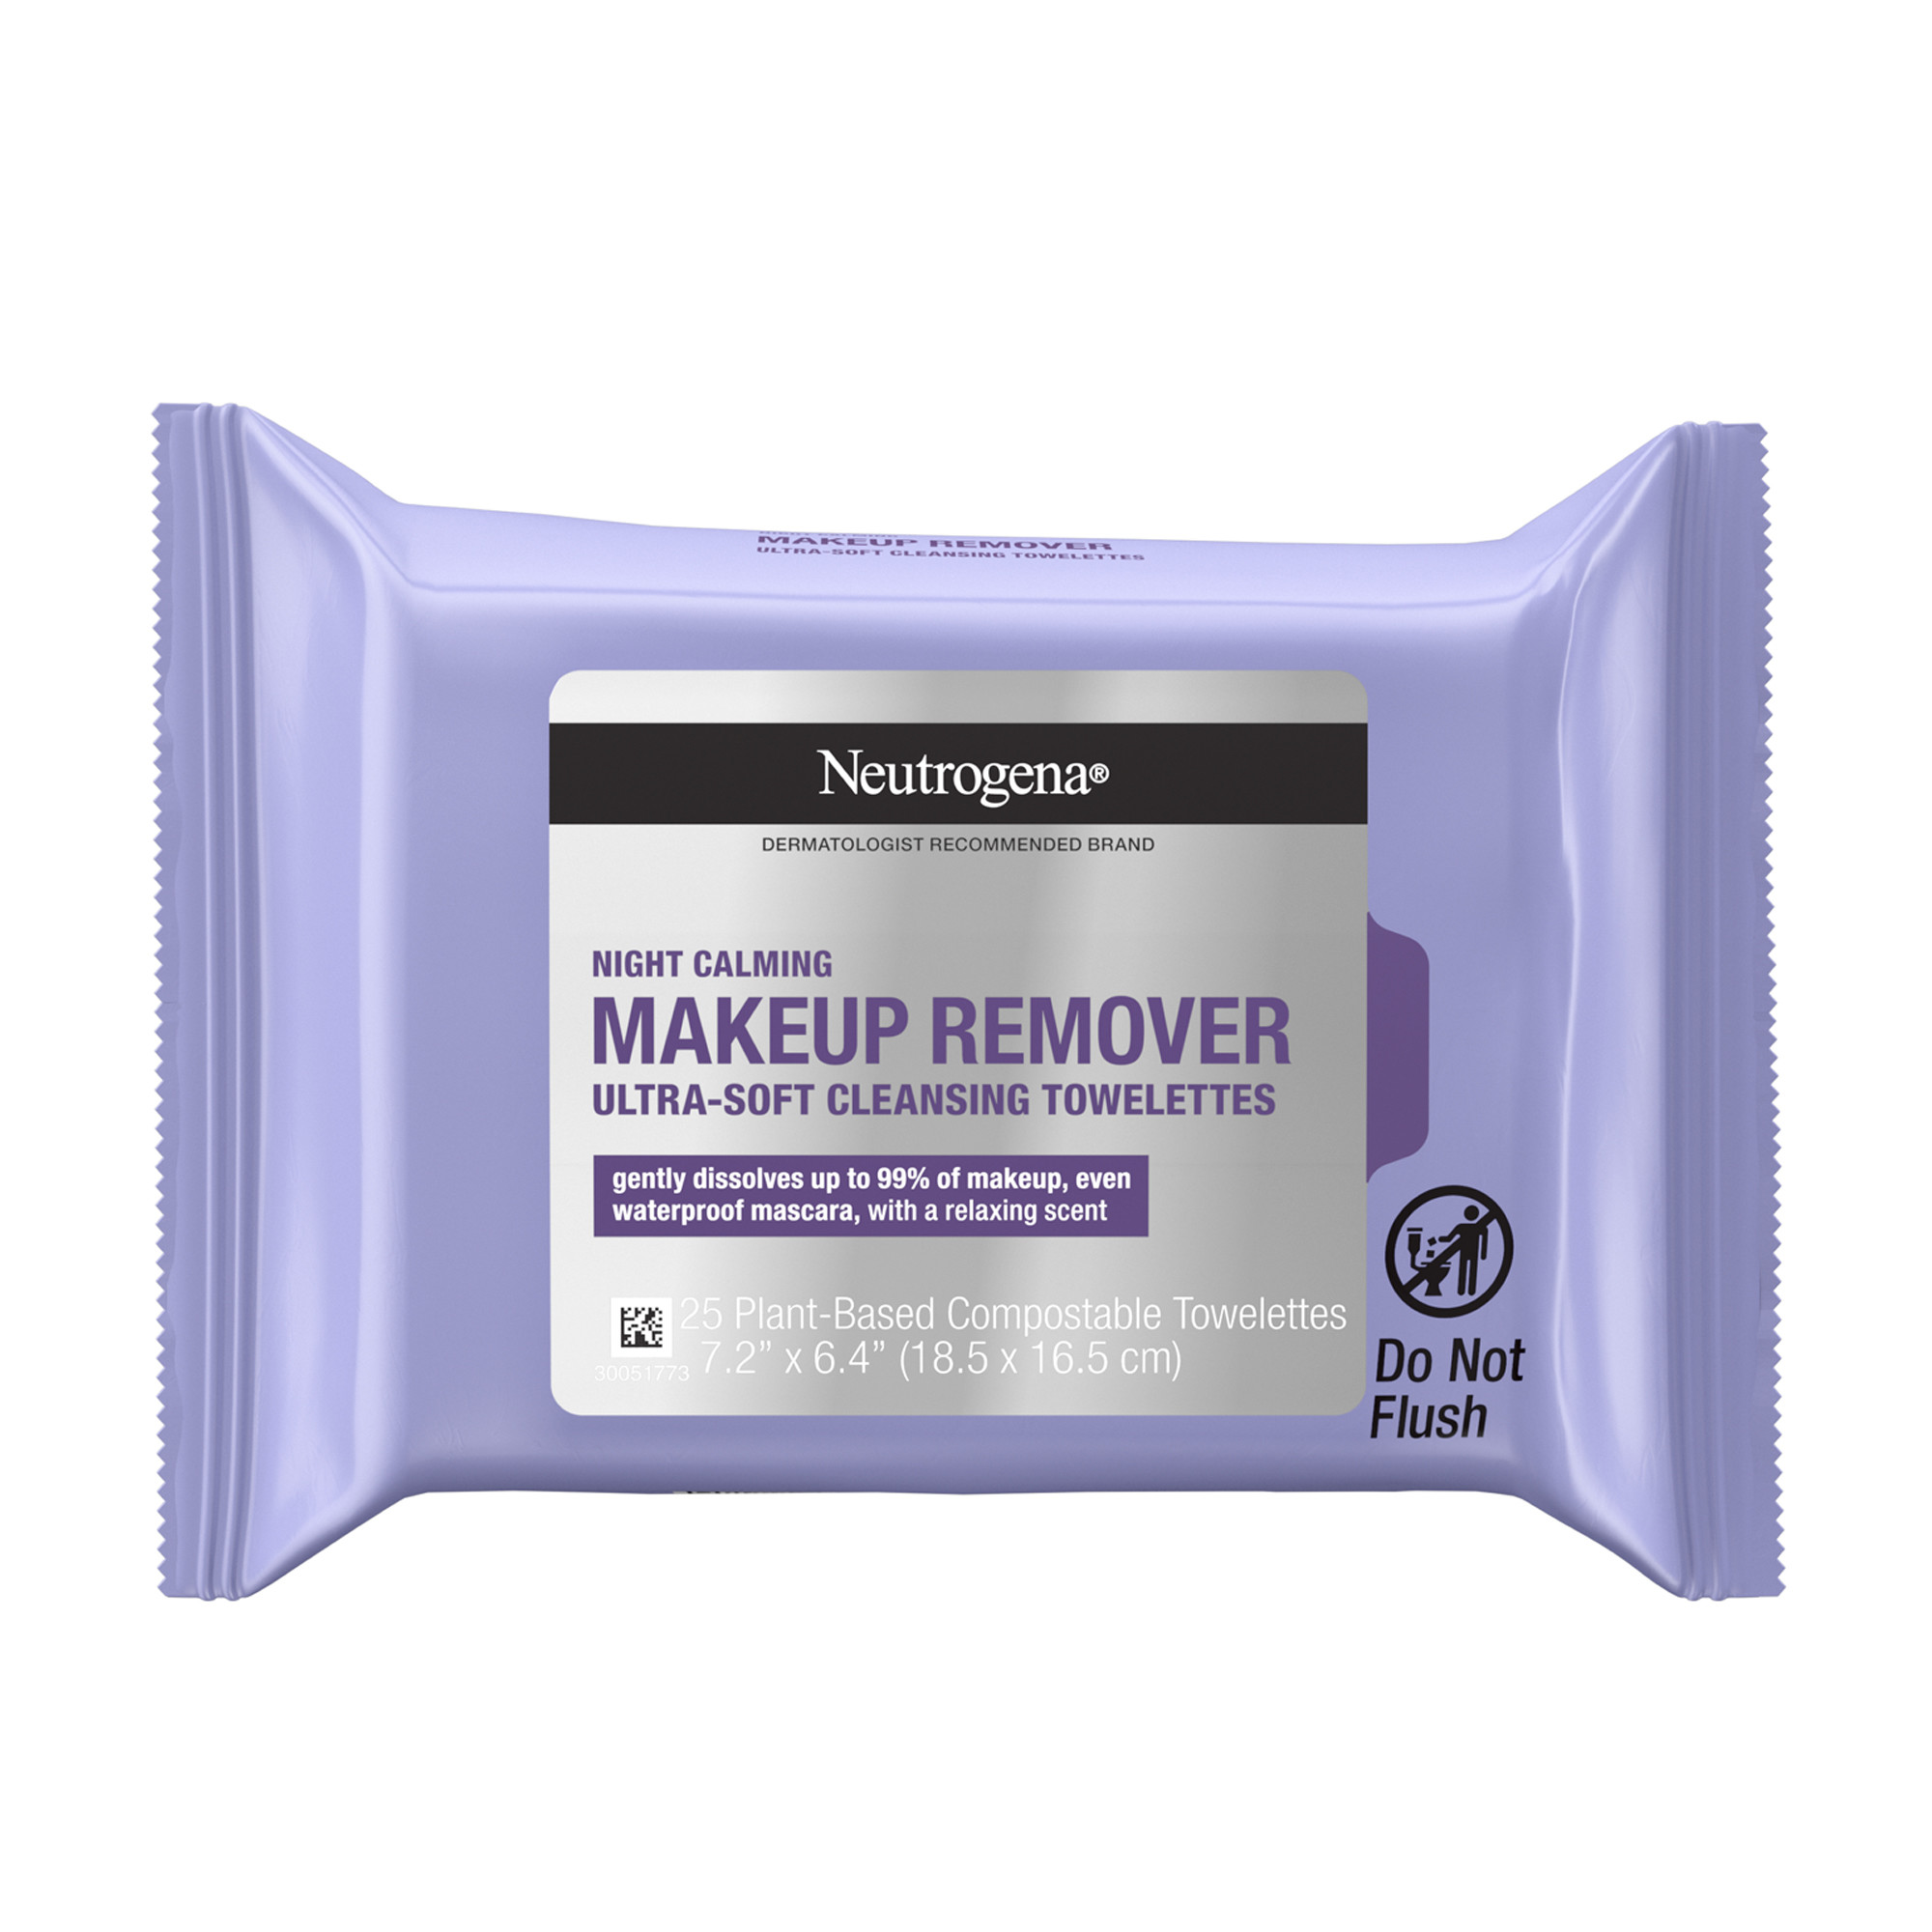 MAKEUP REMOVER
ULTRA-SOFT CLEANSING TOWELETTES
Neutrogena®
DERMATOLOGIST RECOMMENDED BRAND
NIGHT CALMING
MAKEUP REMOVER
ULTRA-SOFT CLEANSING TOWELETTES
gently dissolves up to 99% of makeup, even
waterproof mascara, with a relaxing scent
25 Plant-Based Compostable Towelettes
7.2” x 6.4” (18.5 x 16.5 cm)
30051773
Do Not
Flush